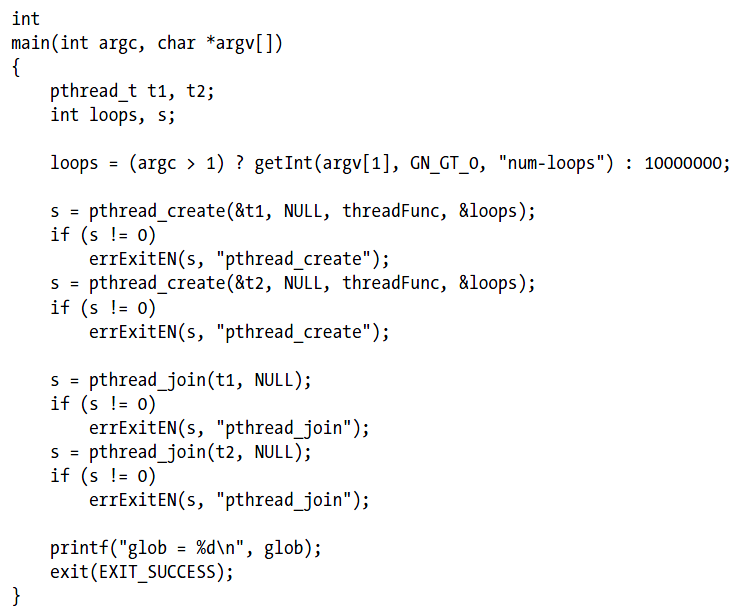 int
main(int argc, char *argv[])
{
    pthread_t t1, t2;
    int loops, s;

    loops = (argc > 1) ? getInt(argv[1], GN_GT_0, "num-loops") : 10000000;

    s = pthread_create(&t1, NULL, threadFunc, &loops);
    if (s != 0)
        errExitEN(s, "pthread_create");
    s = pthread_create(&t2, NULL, threadFunc, &loops);
    if (s != 0)
        errExitEN(s, "pthread_create");

    s = pthread_join(t1, NULL);
    if (s != 0)
        errExitEN(s, "pthread_join");
    s = pthread_join(t2, NULL);
    if (s != 0)
        errExitEN(s, "pthread_join");

    printf("glob = %d\n", glob);
    exit(EXIT_SUCCESS);
}